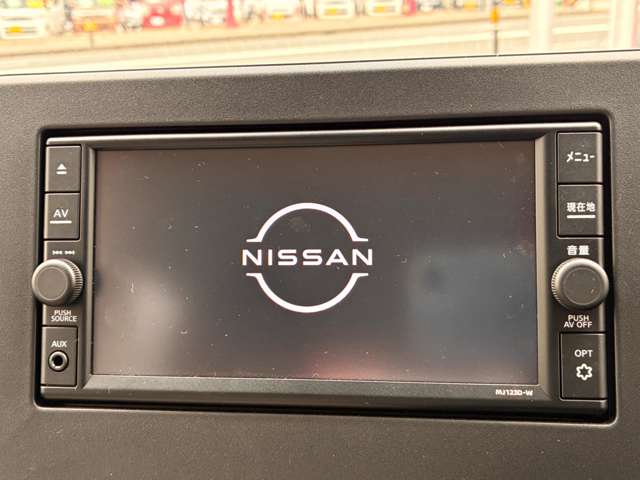 メニュー
AV
現在地
NISSAN
音量
PUSH
SOURCE
PUSH
AV OFF
AUX
OPT
MJ123D-W